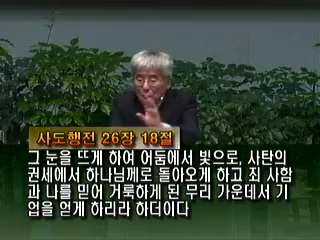 사도행전 26장 18절
그 눈을 뜨게 하여 어둠에서 빛으로, 사탄의
권세에서 하나님께로 돌아오게 하고 죄 사함
과 나를 믿어 거룩하게 된 무리 가운데서 기
업을 얻게 하리라 하더이다